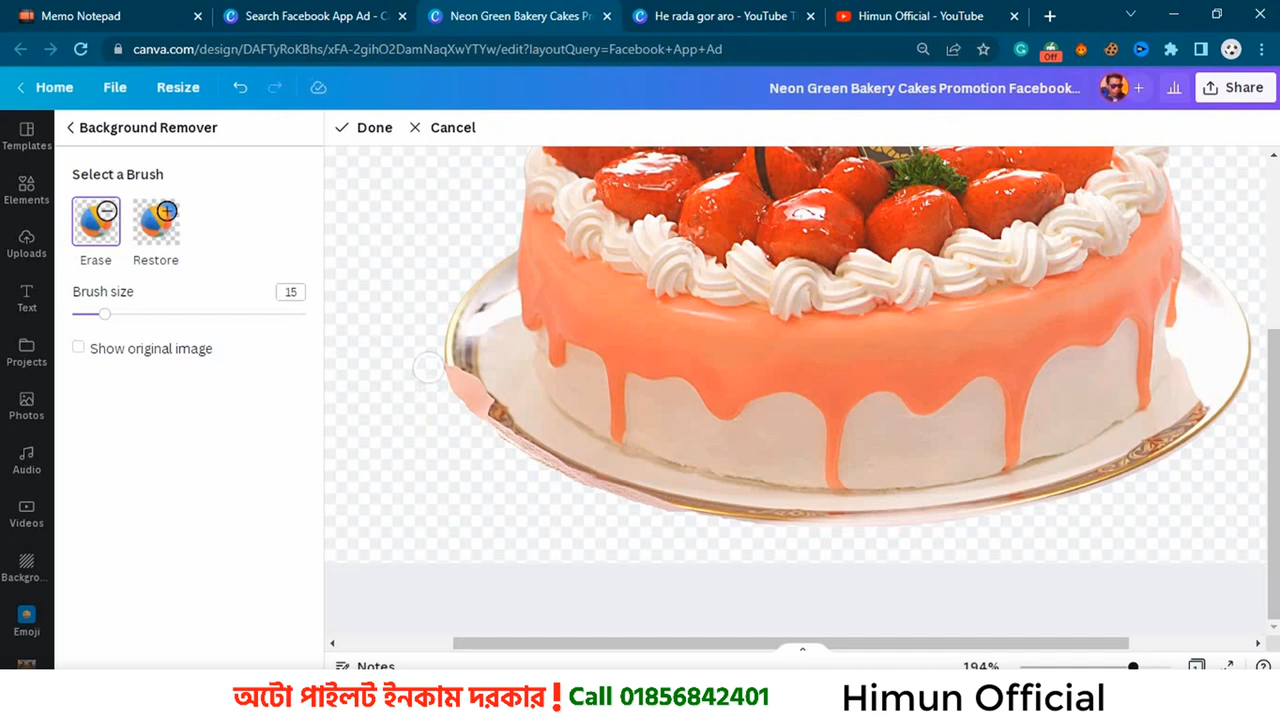 Memo Notepad
Search Facebook App Ad - C
Neon Green Bakery Cakes Pr
He rada gor aro - YouTube T
Himun Official - YouTube
canva.com/design/DAFTyRoKBhs/xFA-2gihO2DamNaqXwYTYw/edit?layoutQuery=Facebook+App+Ad
Off
Home
File
Resize
Neon Green Bakery Cakes Promotion Facebook...
Share
Templates
Elements
Uploads
Text
Projects
Photos
Audio
Videos
Backgro...
Emoji
Background Remover
Done
Cancel
Select a Brush
Erase
Restore
Brush size
15
Show original image
Notes
194%
অটো পাইলট ইনকাম দরকার! Call 01856842401
Himun Official